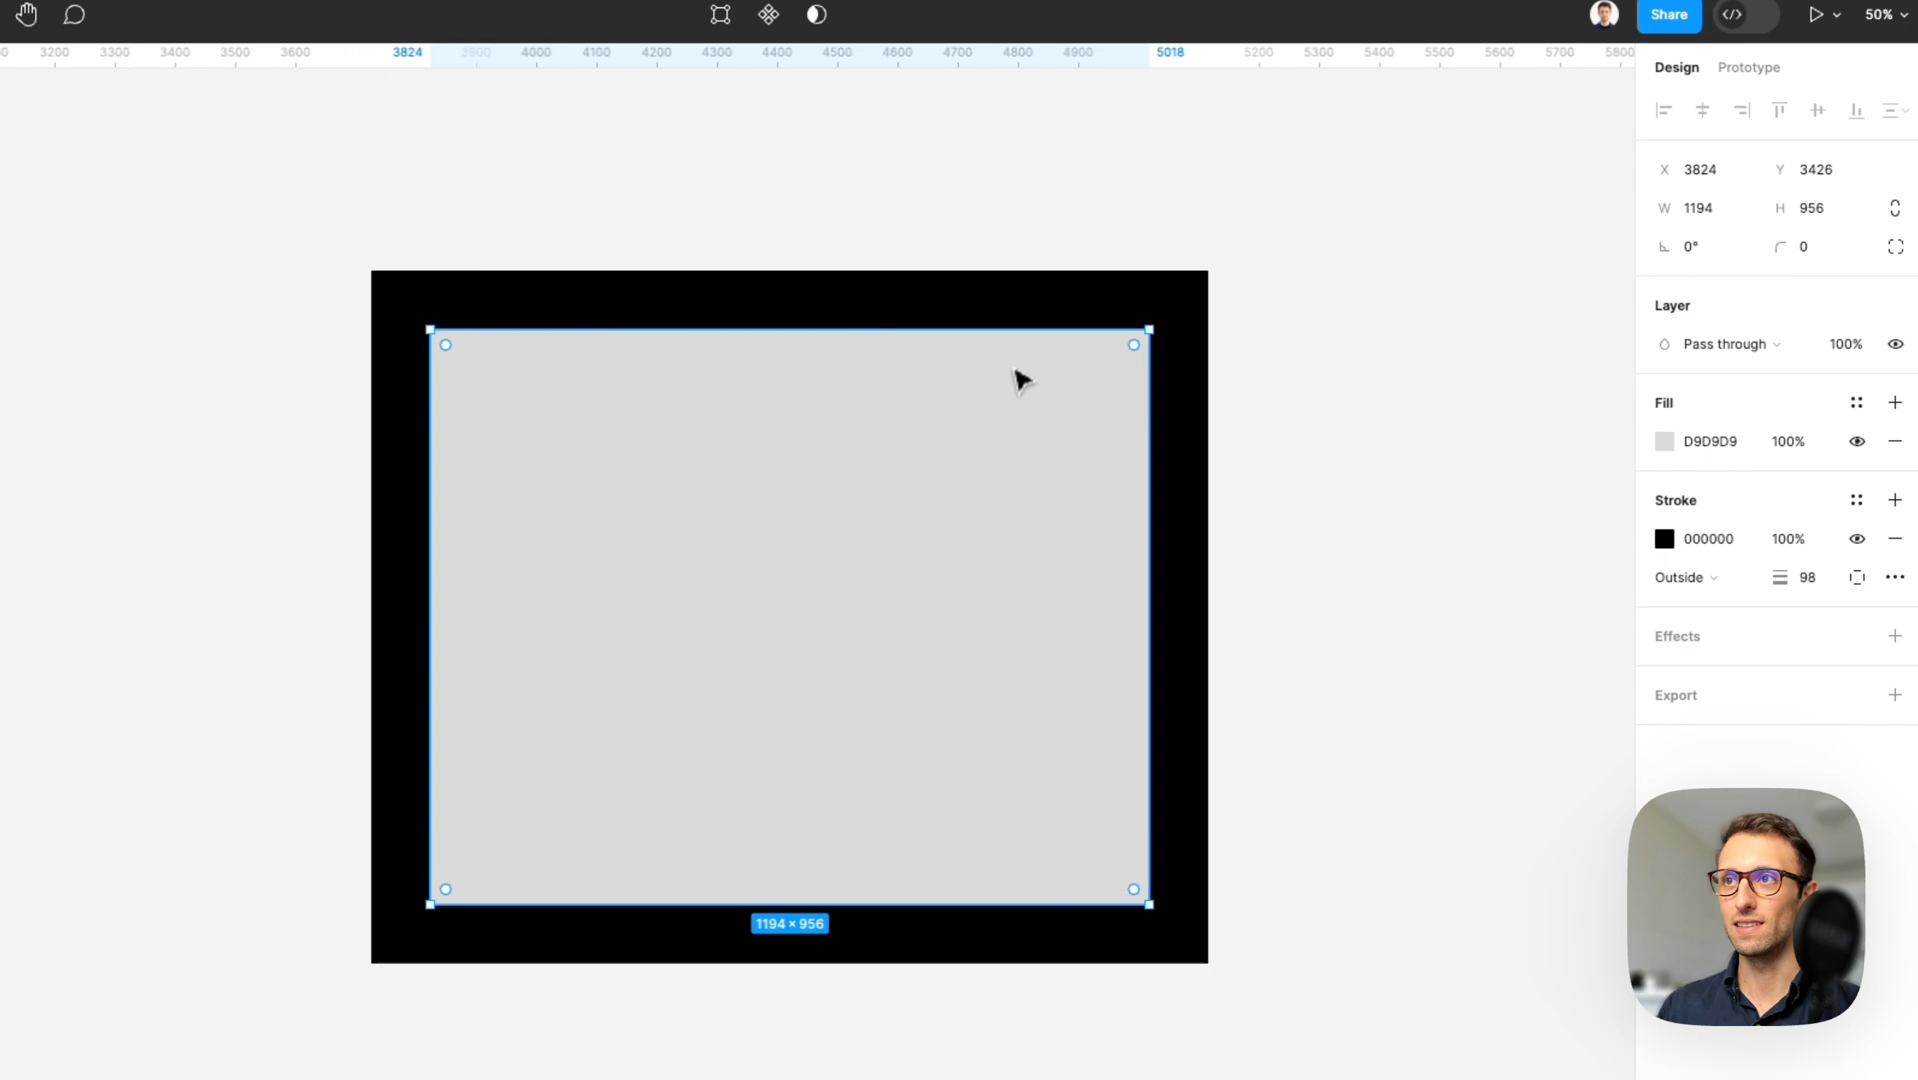 Share
50%
3200 3300 3400 3500 3600 3824 3900 4000 4100 4200 4300 4400 4500 4600 4700 4800 4900 5018 5200 5300 5400 5500 5600 5700 5800
Design Prototype
X 3824 Y 3426
W 1194 H 956
0° 0
Layer
Pass through 100%
Fill
D9D9D9 100%
Stroke
000000 100%
Outside 98
Effects
Export
1194 × 956